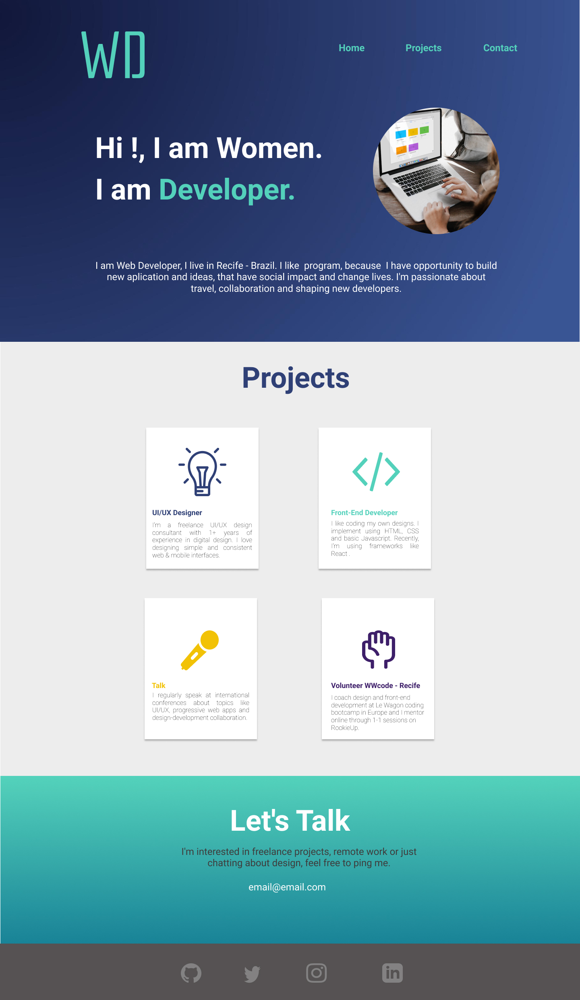 WD
Home Projects Contact
Hi !, I am Women.
I am Developer.
I am Web Developer, I live in Recife - Brazil. I like  program, because  I have opportunity to build
new aplication and ideas, that have social impact and change lives. I'm passionate about
travel, collaboration and shaping new developers.
Projects
UI/UX Designer
I'm a freelance UI/UX design
consultant with 1+ years of
experience in digital design. I love
designing simple and consistent
web & mobile interfaces.
Front-End Developer
I like coding my own designs. I
implement using HTML, CSS
and basic Javascript. Recently,
I'm using frameworks like
React .
Talk
I regularly speak at international
conferences about topics like
UI/UX, progressive web apps and
design-development collaboration.
Volunteer WWcode - Recife
I coach design and front-end
development at Le Wagon coding
bootcamp in Europe and I mentor
online through 1-1 sessions on
RookieUp.
Let's Talk
I'm interested in freelance projects, remote work or just
chatting about design, feel free to ping me.
email@email.com
in